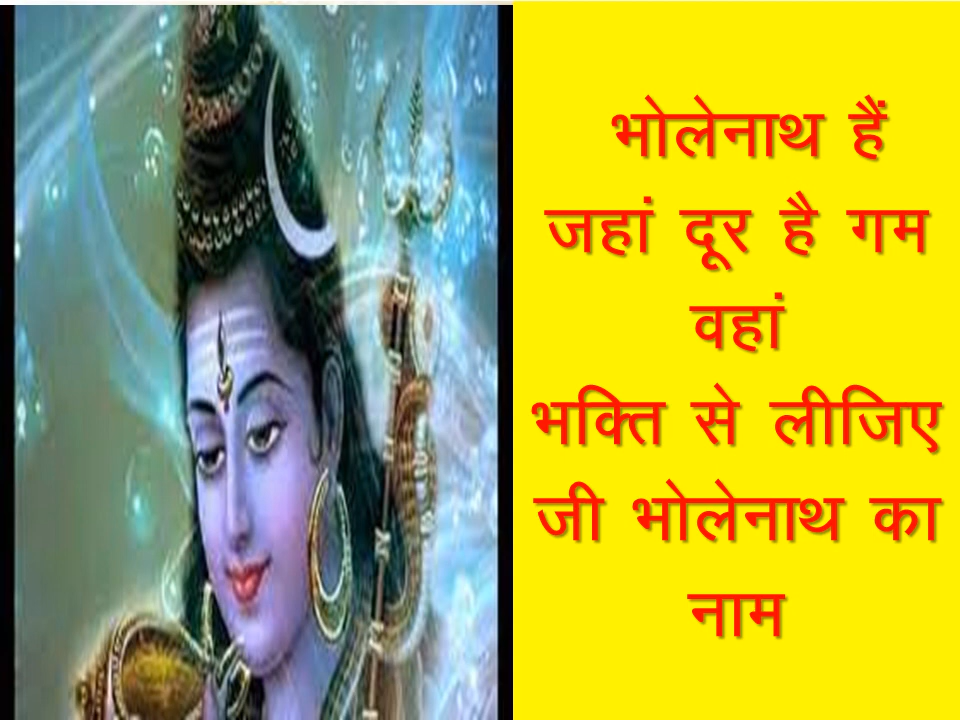 भोलेनाथ हैं
जहां दूर है गम
वहां
भक्ति से लीजिए
जी भोलेनाथ का
नाम